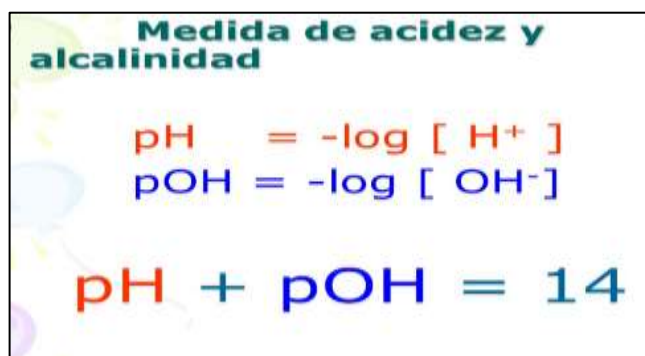 Medida de acidez y
alcalinidad
pH = -log [ H⁺ ]
pOH = -log [ OH⁻]
pH + pOH = 14